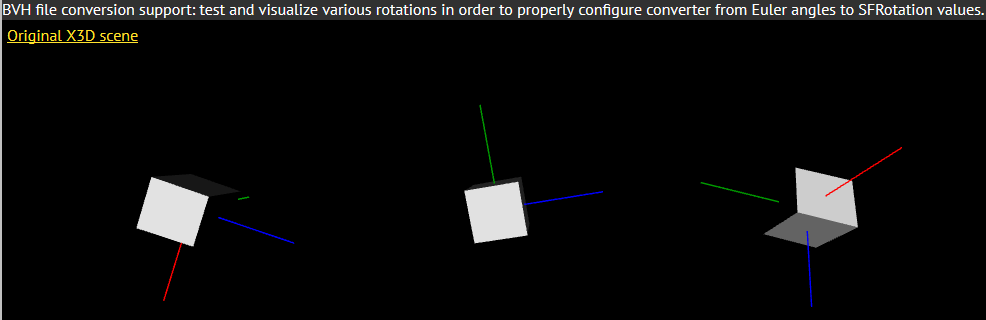 BVH file conversion support: test and visualize various rotations in order to properly configure converter from Euler angles to SFRotation values.
Original X3D scene